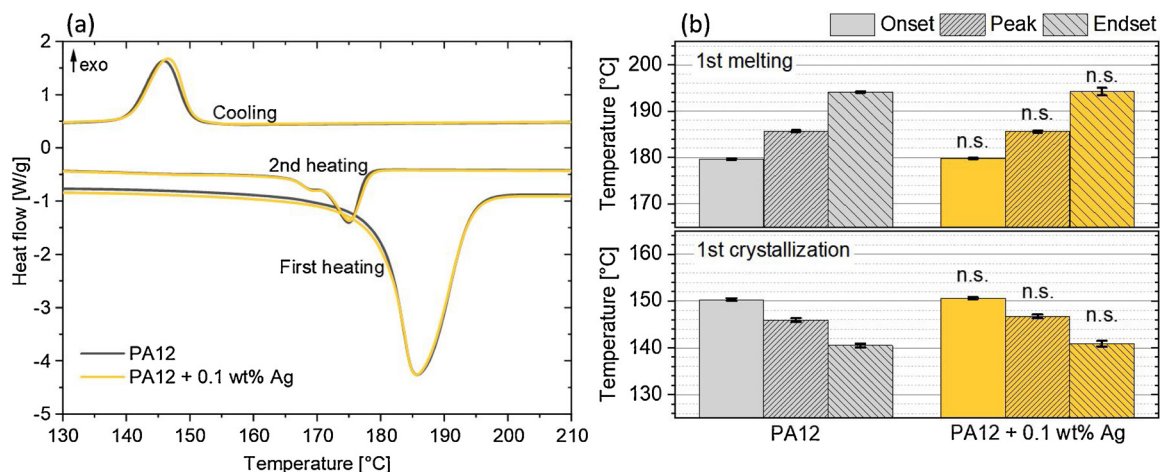 (a)
exo
Cooling
2nd heating
First heating
PA12
PA12 + 0.1 wt% Ag
Heat flow [W/g]
2
1
0
-1
-2
-3
-4
-5
130 140 150 160 170 180 190 200 210
Temperature [°C]
(b)
Onset Peak Endset
1st melting
n.s.
n.s.
n.s.
Temperature [°C]
200
190
180
170
1st crystallization
n.s.
n.s.
n.s.
Temperature [°C]
160
150
140
130
PA12 PA12 + 0.1 wt% Ag